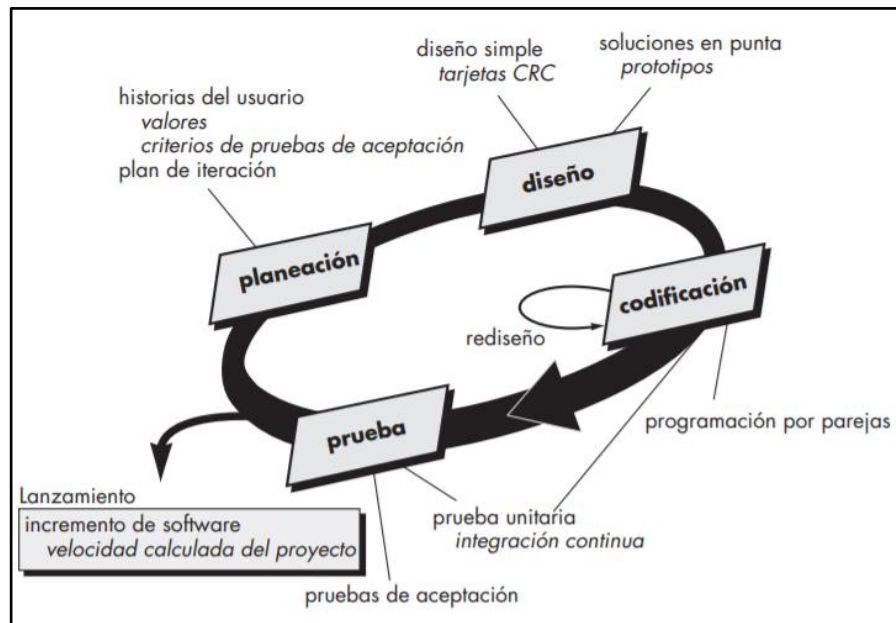 diseño simple
tarjetas CRC
soluciones en punta
prototipos
historias del usuario
valores
criterios de pruebas de aceptación
plan de iteración
diseño
planeación
codificación
rediseño
prueba
programación por parejas
Lanzamiento
incremento de software
velocidad calculada del proyecto
prueba unitaria
integración continua
pruebas de aceptación